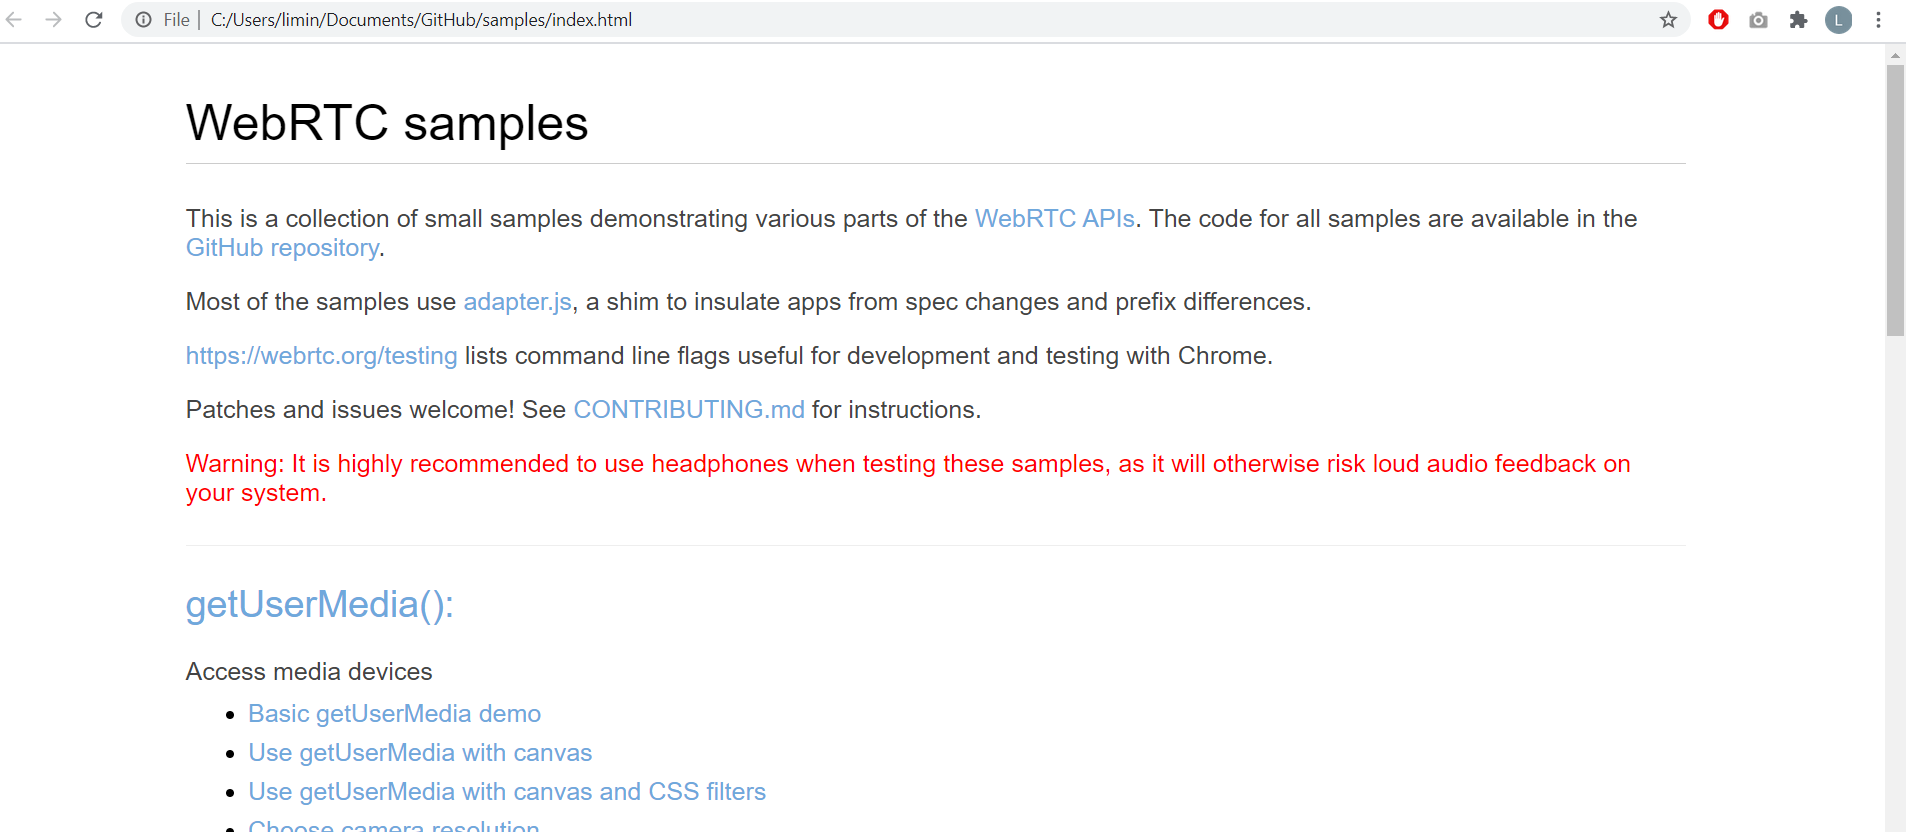 File | C:/Users/limin/Documents/GitHub/samples/index.html
L
WebRTC samples
This is a collection of small samples demonstrating various parts of the WebRTC APIs. The code for all samples are available in the
GitHub repository.
Most of the samples use adapter.js, a shim to insulate apps from spec changes and prefix differences.
https://webrtc.org/testing lists command line flags useful for development and testing with Chrome.
Patches and issues welcome! See CONTRIBUTING.md for instructions.
Warning: It is highly recommended to use headphones when testing these samples, as it will otherwise risk loud audio feedback on
your system.
getUserMedia():
Access media devices
Basic getUserMedia demo
Use getUserMedia with canvas
Use getUserMedia with canvas and CSS filters
Choose camera resolution